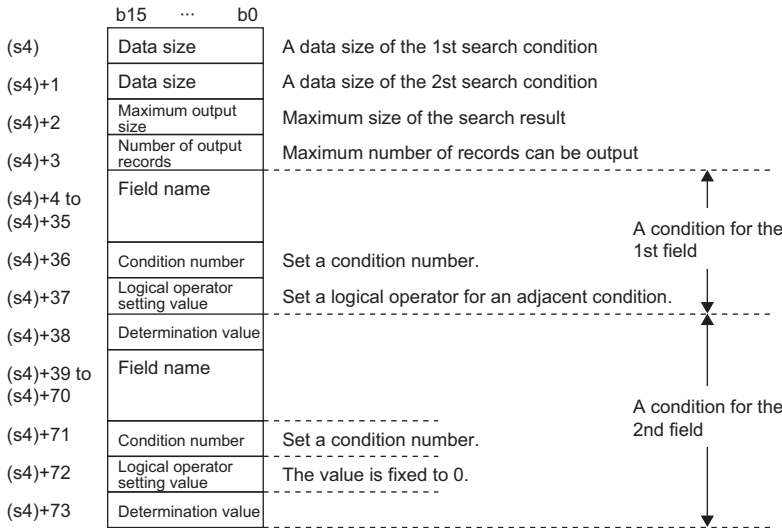 b15 ··· b0
(s4) Data size A data size of the 1st search condition
(s4)+1 Data size A data size of the 2st search condition
(s4)+2 Maximum output size Maximum size of the search result
(s4)+3 Number of output records Maximum number of records can be output
(s4)+4 to (s4)+35 Field name
A condition for the 1st field
(s4)+36 Condition number Set a condition number.
(s4)+37 Logical operator setting value Set a logical operator for an adjacent condition.
(s4)+38 Determination value
(s4)+39 to (s4)+70 Field name
A condition for the 2nd field
(s4)+71 Condition number Set a condition number.
(s4)+72 Logical operator setting value The value is fixed to 0.
(s4)+73 Determination value